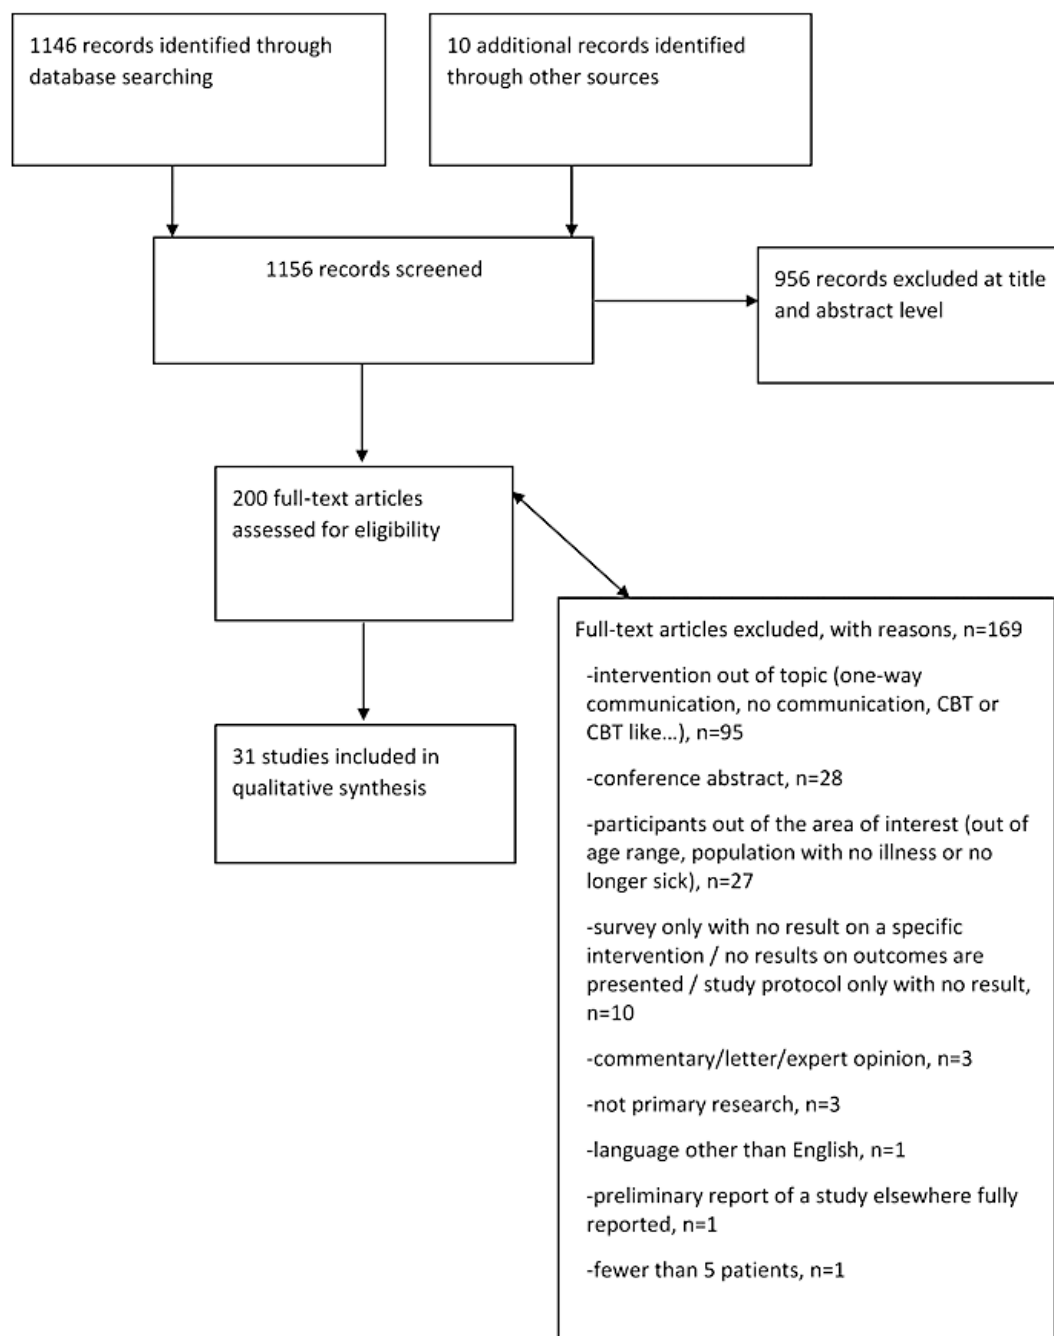 1146 records identified through
database searching
10 additional records identified
through other sources
1156 records screened
956 records excluded at title
and abstract level
200 full-text articles
assessed for eligibility
Full-text articles excluded, with reasons, n=169
-intervention out of topic (one-way
communication, no communication, CBT or
CBT like...), n=95
-conference abstract, n=28
-participants out of the area of interest (out of
age range, population with no illness or no
longer sick), n=27
-survey only with no result on a specific
intervention / no results on outcomes are
presented / study protocol only with no result,
n=10
-commentary/letter/expert opinion, n=3
-not primary research, n=3
-language other than English, n=1
-preliminary report of a study elsewhere fully
reported, n=1
-fewer than 5 patients, n=1
31 studies included in
qualitative synthesis